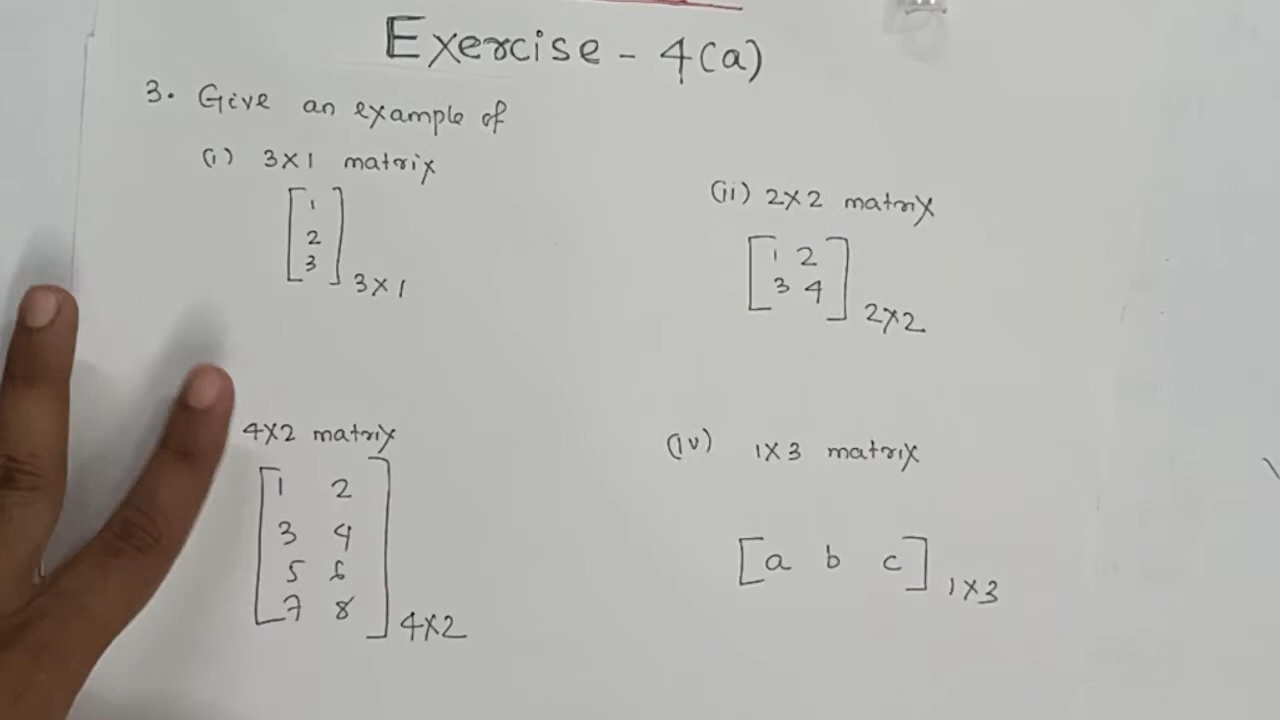 Exercise - 4(a)
3. Give an example of
(i) 3×1 matrix
1
2
3
3×1
(ii) 2×2 matrix
1 2
3 4
2×2
4×2 matrix
1 2
3 4
5 6
7 8
4×2
(iv) 1×3 matrix
[a b c] 1×3